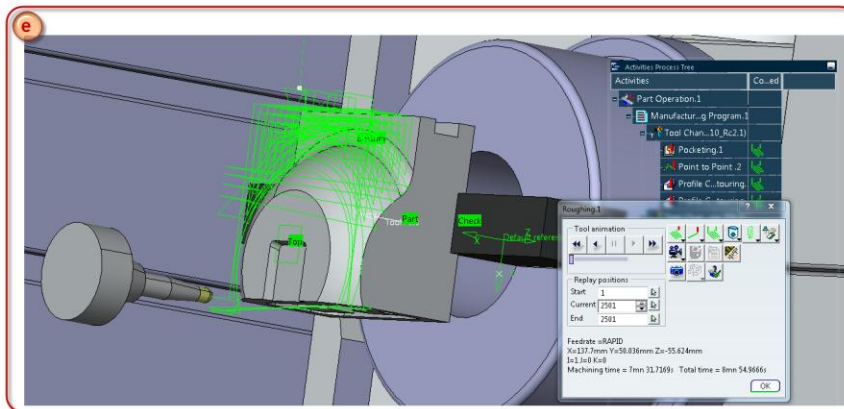 e
Activities Process Tree
Activities Co...ed
Part Operation.1
Manufactur...g Program.1
Tool Chan...10_Rc2.1)
Pocketing.1
Point to Point .2
Profile C...touring.
Roughing.1 ? x
Tool animation
Replay positions
Start 1
Current 2501
End 2501
Feedrate =RAPID
X=137.7mm Y=50.036mm Z=-55.624mm
I=1 J=0 K=0
Machining time = 7mn 31.7169s Total time = 8mn 54.9666s
OK
Part
Check
Top
X
Z